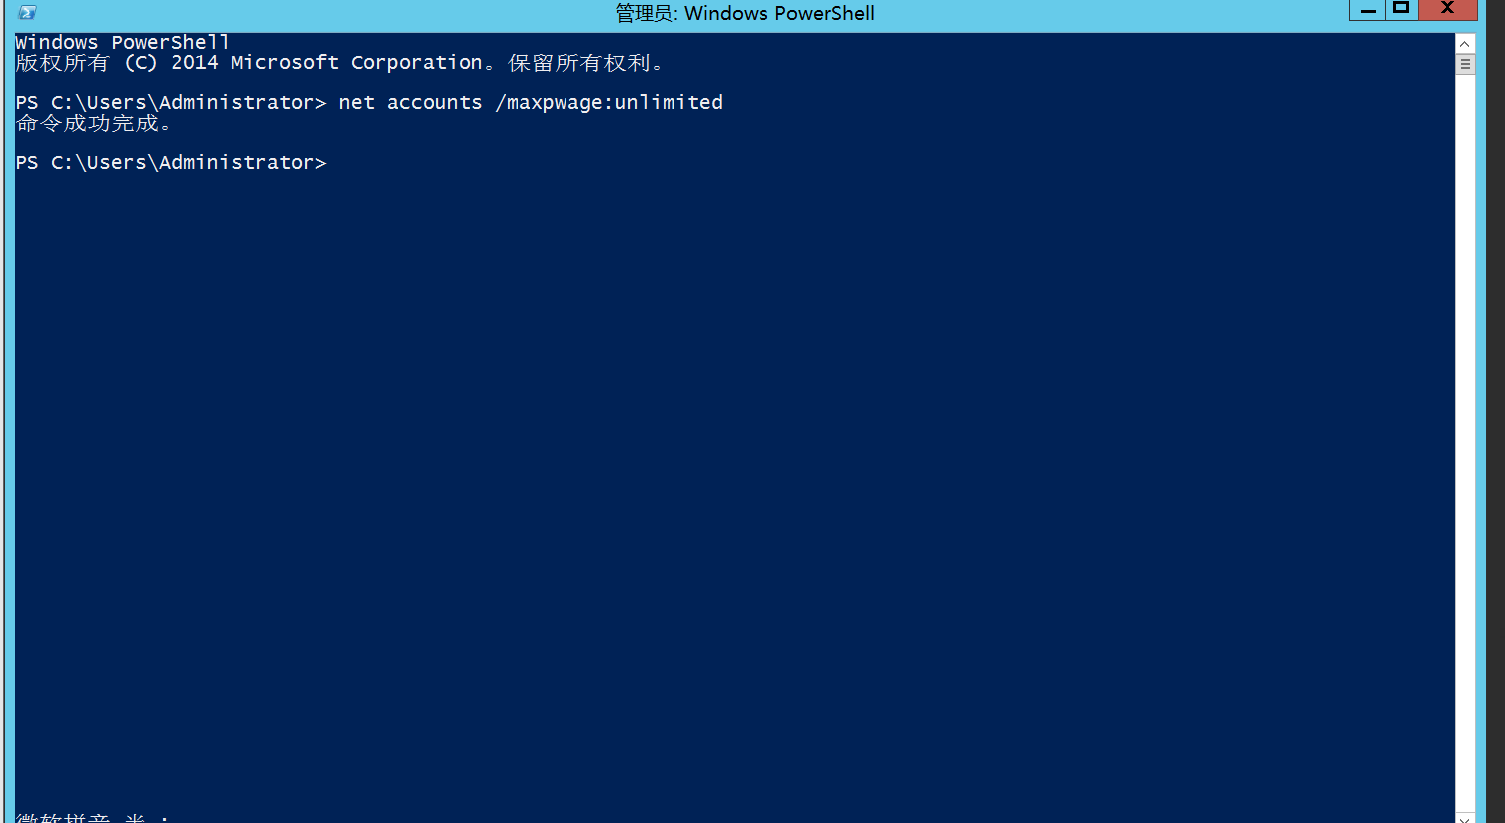 管理员: Windows PowerShell
Windows PowerShell
版权所有 (C) 2014 Microsoft Corporation。保留所有权利。
PS C:\Users\Administrator> net accounts /maxpwage:unlimited
命令成功完成。
PS C:\Users\Administrator>
微软拼音 半 :